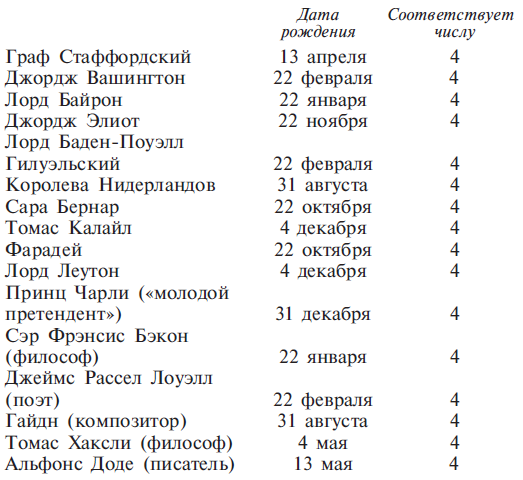 Дата Соответствует
рождения числу
Граф Стаффордский 13 апреля 4
Джордж Вашингтон 22 февраля 4
Лорд Байрон 22 января 4
Джордж Элиот 22 ноября 4
Лорд Баден-Поуэлл
Гилуэльский 22 февраля 4
Королева Нидерландов 31 августа 4
Сара Бернар 22 октября 4
Томас Калайл 4 декабря 4
Фарадей 22 октября 4
Лорд Леутон 4 декабря 4
Принц Чарли («молодой
претендент») 31 декабря 4
Сэр Фрэнсис Бэкон
(философ) 22 января 4
Джеймс Рассел Лоуэлл
(поэт) 22 февраля 4
Гайдн (композитор) 31 августа 4
Томас Хаксли (философ) 4 мая 4
Альфонс Доде (писатель) 13 мая 4